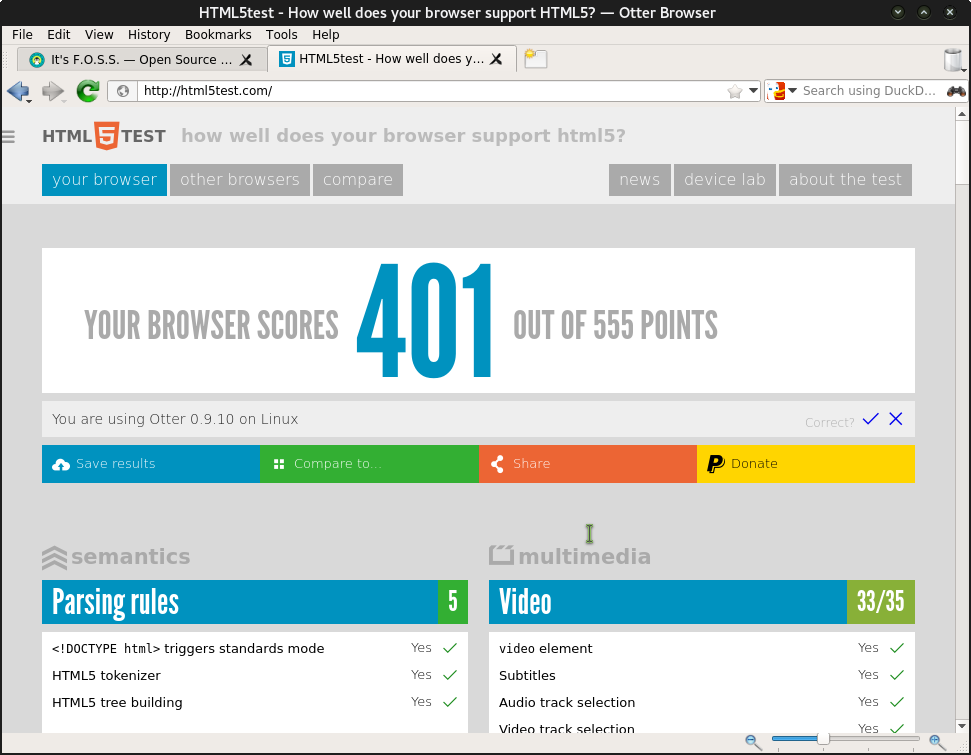 HTML5test - How well does your browser support HTML5? — Otter Browser
File Edit View History Bookmarks Tools Help
It's F.O.S.S. — Open Source ... HTML5test - How well does y...
http://html5test.com/ Search using DuckD...
HTML5TEST how well does your browser support html5?
your browser other browsers compare news device lab about the test
YOUR BROWSER SCORES 401 OUT OF 555 POINTS
You are using Otter 0.9.10 on Linux Correct?
Save results Compare to... Share Donate
semantics multimedia
Parsing rules 5 Video 33/35
<!DOCTYPE html> triggers standards mode Yes video element Yes
HTML5 tokenizer Yes Subtitles Yes
HTML5 tree building Yes Audio track selection Yes
Video track selection Yes